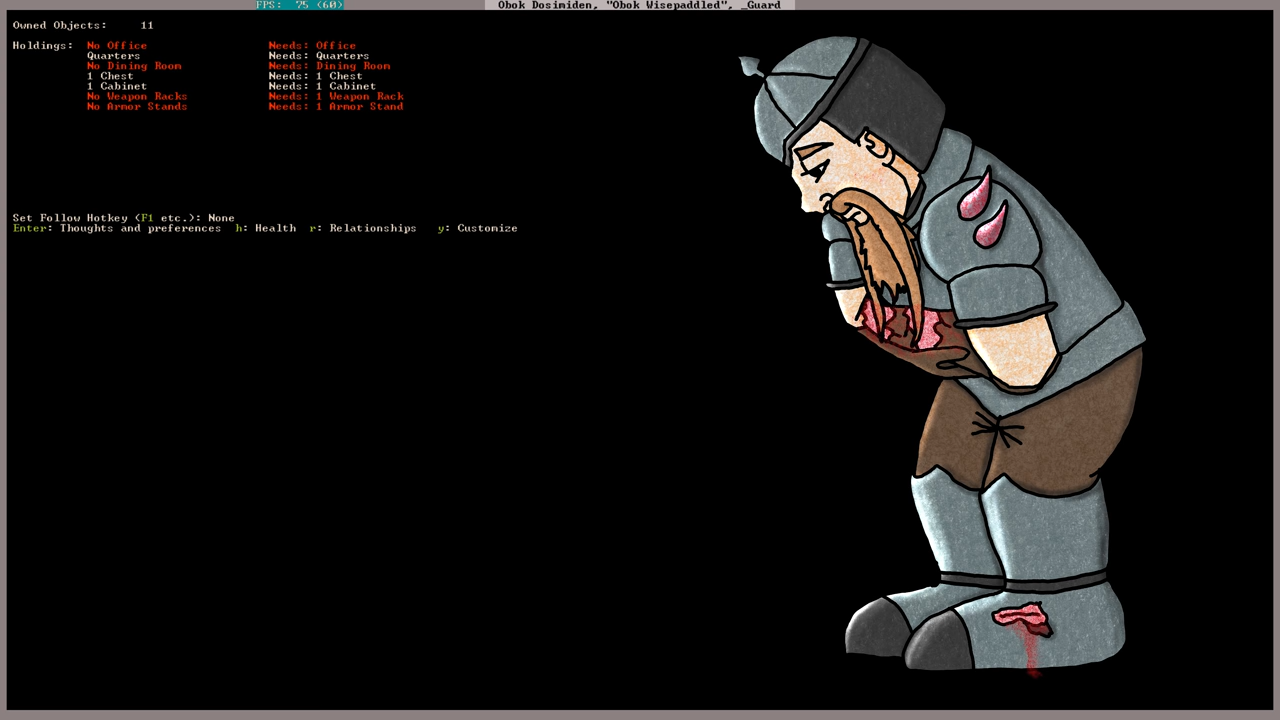 FPS: 75 (60) Obok Dosimiden, "Obok Wisepaddled", _Guard
Owned Objects: 11
Holdings: No Office Needs: Office
Quarters Needs: Quarters
No Dining Room Needs: Dining Room
1 Chest Needs: 1 Chest
1 Cabinet Needs: 1 Cabinet
No Weapon Racks Needs: 1 Weapon Rack
No Armor Stands Needs: 1 Armor Stand
Set Follow Hotkey (F1 etc.): None
Enter: Thoughts and preferences h: Health r: Relationships y: Customize